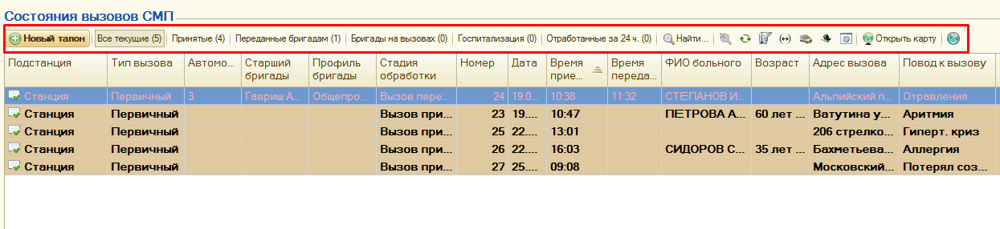 Состояния вызовов СМП
Новый талон Все текущие (5) Принятые (4) Переданные бригадам (1) Бригады на вызовах (0) Госпитализация (0) Отработанные за 24 ч. (0) Найти... Открыть карту
Подстанция Тип вызова Автомо... Старший бригады Профиль бригады Стадия обработки Номер Дата Время прие... Время переда... ФИО больного Возраст Адрес вызова Повод к вызову
Станция Первичный 3 Гавриш А... Общепро... Вызов пере... 24 19.0... 10:38 11:32 СТЕПАНОВ И... Альпийский п... Отравления
Станция Первичный Вызов при... 23 19.... 10:47 ПЕТРОВА А... 60 лет ... Ватутина у... Аритмия
Станция Первичный Вызов при... 25 22.... 13:01 206 стрелко... Гиперт. криз
Станция Первичный Вызов при... 26 22.... 16:03 СИДОРОВ С... 35 лет ... Бахметьева... Аллергия
Станция Первичный Вызов при... 27 25.... 09:08 Московский... Потерял соз...